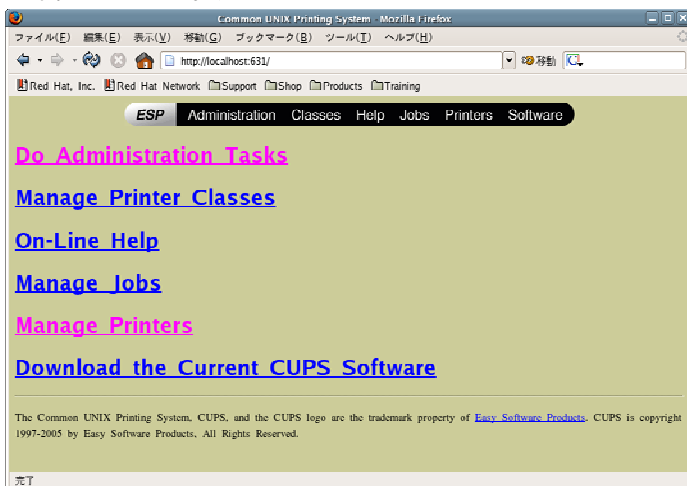 Common UNIX Printing System - Mozilla Firefox
ファイル(F) 編集(E) 表示(V) 移動(G) ブックマーク(B) ツール(T) ヘルプ(H)
http://localhost:631/ 移動
Red Hat, Inc. Red Hat Network Support Shop Products Training
ESP Administration Classes Help Jobs Printers Software
Do Administration Tasks
Manage Printer Classes
On-Line Help
Manage Jobs
Manage Printers
Download the Current CUPS Software
The Common UNIX Printing System, CUPS, and the CUPS logo are the trademark property of Easy Software Products. CUPS is copyright
1997-2005 by Easy Software Products, All Rights Reserved.
完了